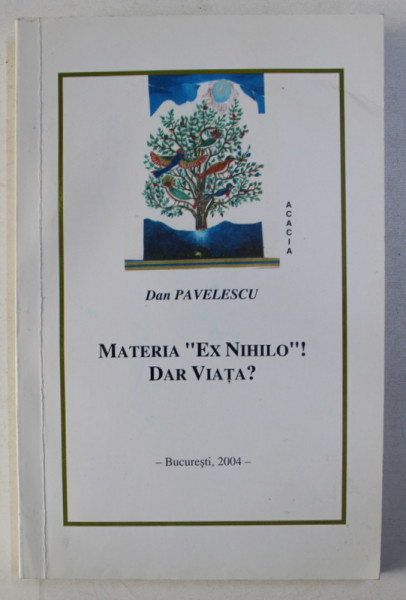 ACACIA
Dan PAVELESCU
MATERIA "EX NIHILO"!
DAR VIAȚA?
– București, 2004 –